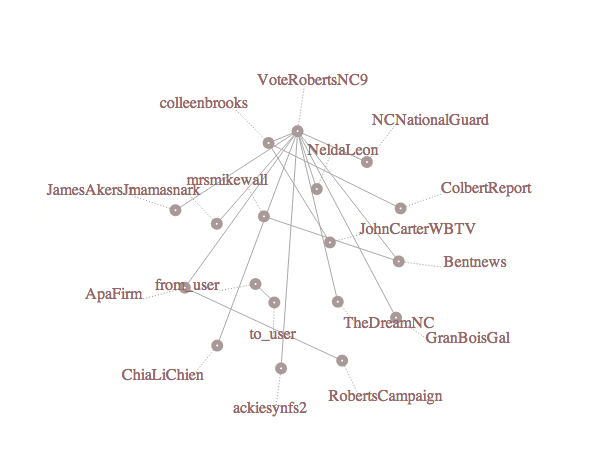 VoteRobertsNC9
colleenbrooks
NCNationalGuard
NeldaLeon
mrsmikewall
JamesAkersJmamasnark
ColbertReport
JohnCarterWBTV
Bentnews
from_user
ApaFirm
TheDreamNC
to_user
GranBoisGal
ChiaLiChien
RobertsCampaign
ackiesynfs2